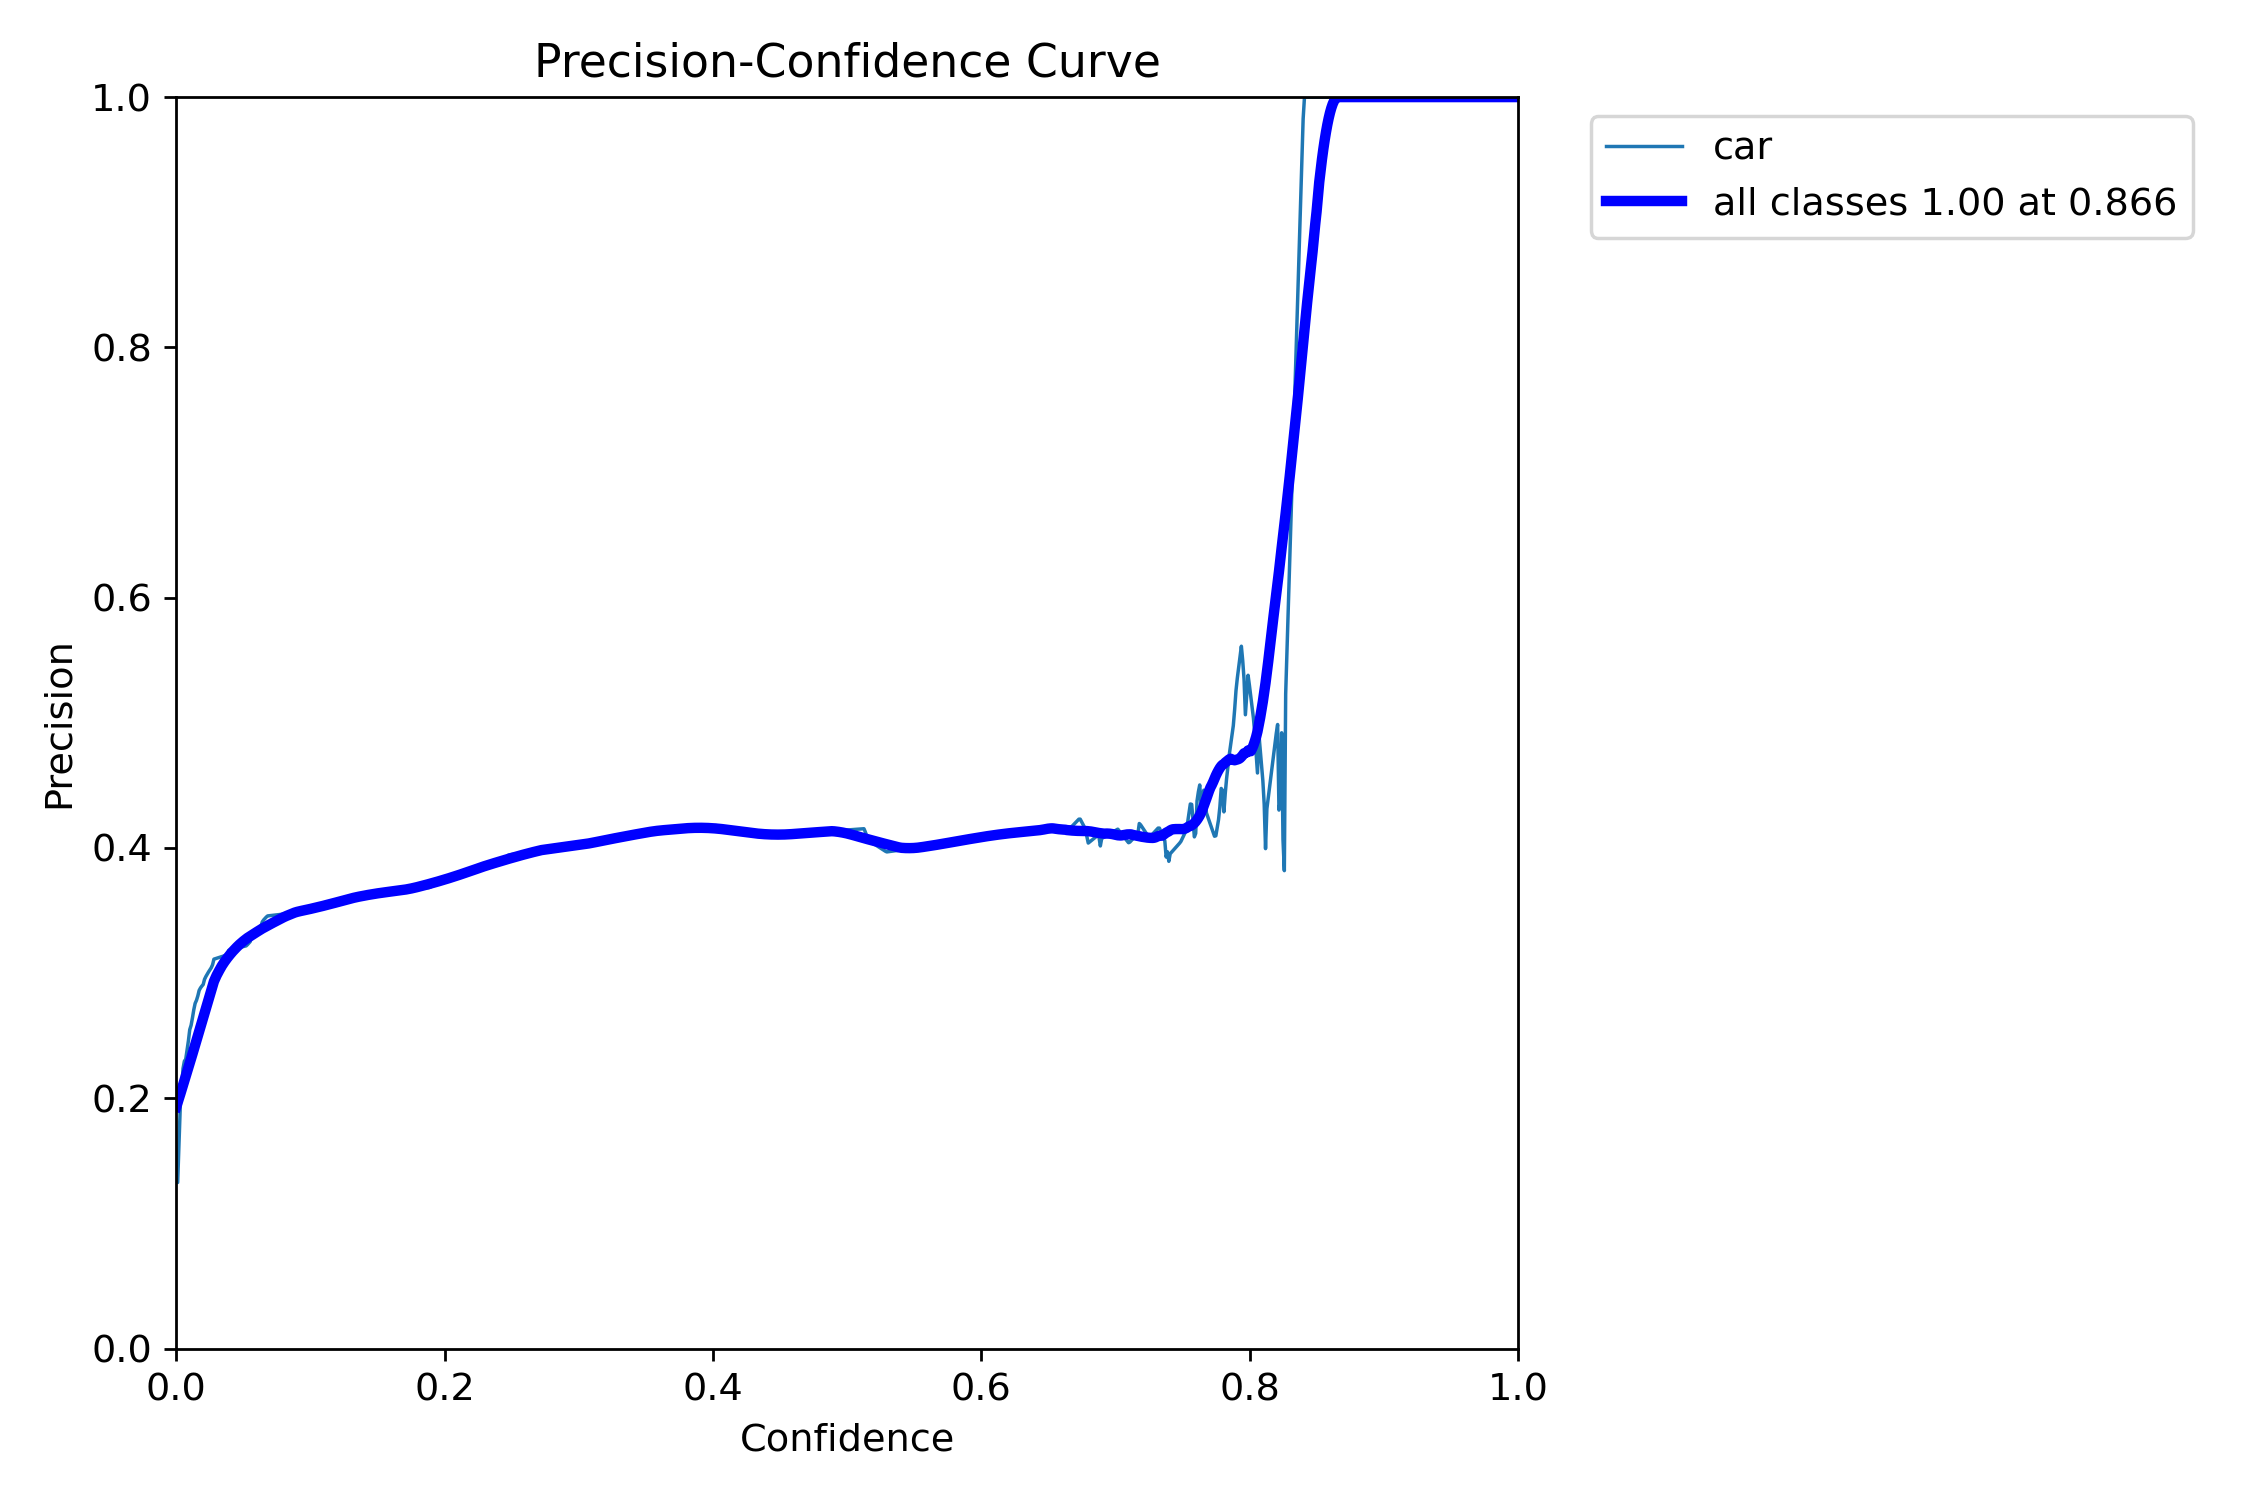 Precision-Confidence Curve
1.0
0.8
0.6
0.4
0.2
0.0
Precision
0.0 0.2 0.4 0.6 0.8 1.0
Confidence
car
all classes 1.00 at 0.866